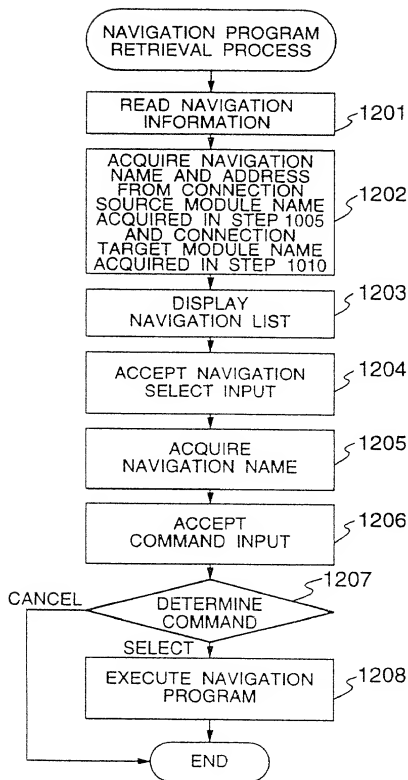 NAVIGATION PROGRAM
RETRIEVAL PROCESS
READ NAVIGATION
INFORMATION
1201
ACQUIRE NAVIGATION
NAME AND ADDRESS
FROM CONNECTION
SOURCE MODULE NAME
ACQUIRED IN STEP 1005
AND CONNECTION
TARGET MODULE NAME
ACQUIRED IN STEP 1010
1202
DISPLAY
NAVIGATION LIST
1203
ACCEPT NAVIGATION
SELECT INPUT
1204
ACQUIRE
NAVIGATION NAME
1205
ACCEPT
COMMAND INPUT
1206
DETERMINE
COMMAND
1207
CANCEL
SELECT
EXECUTE NAVIGATION
PROGRAM
1208
END